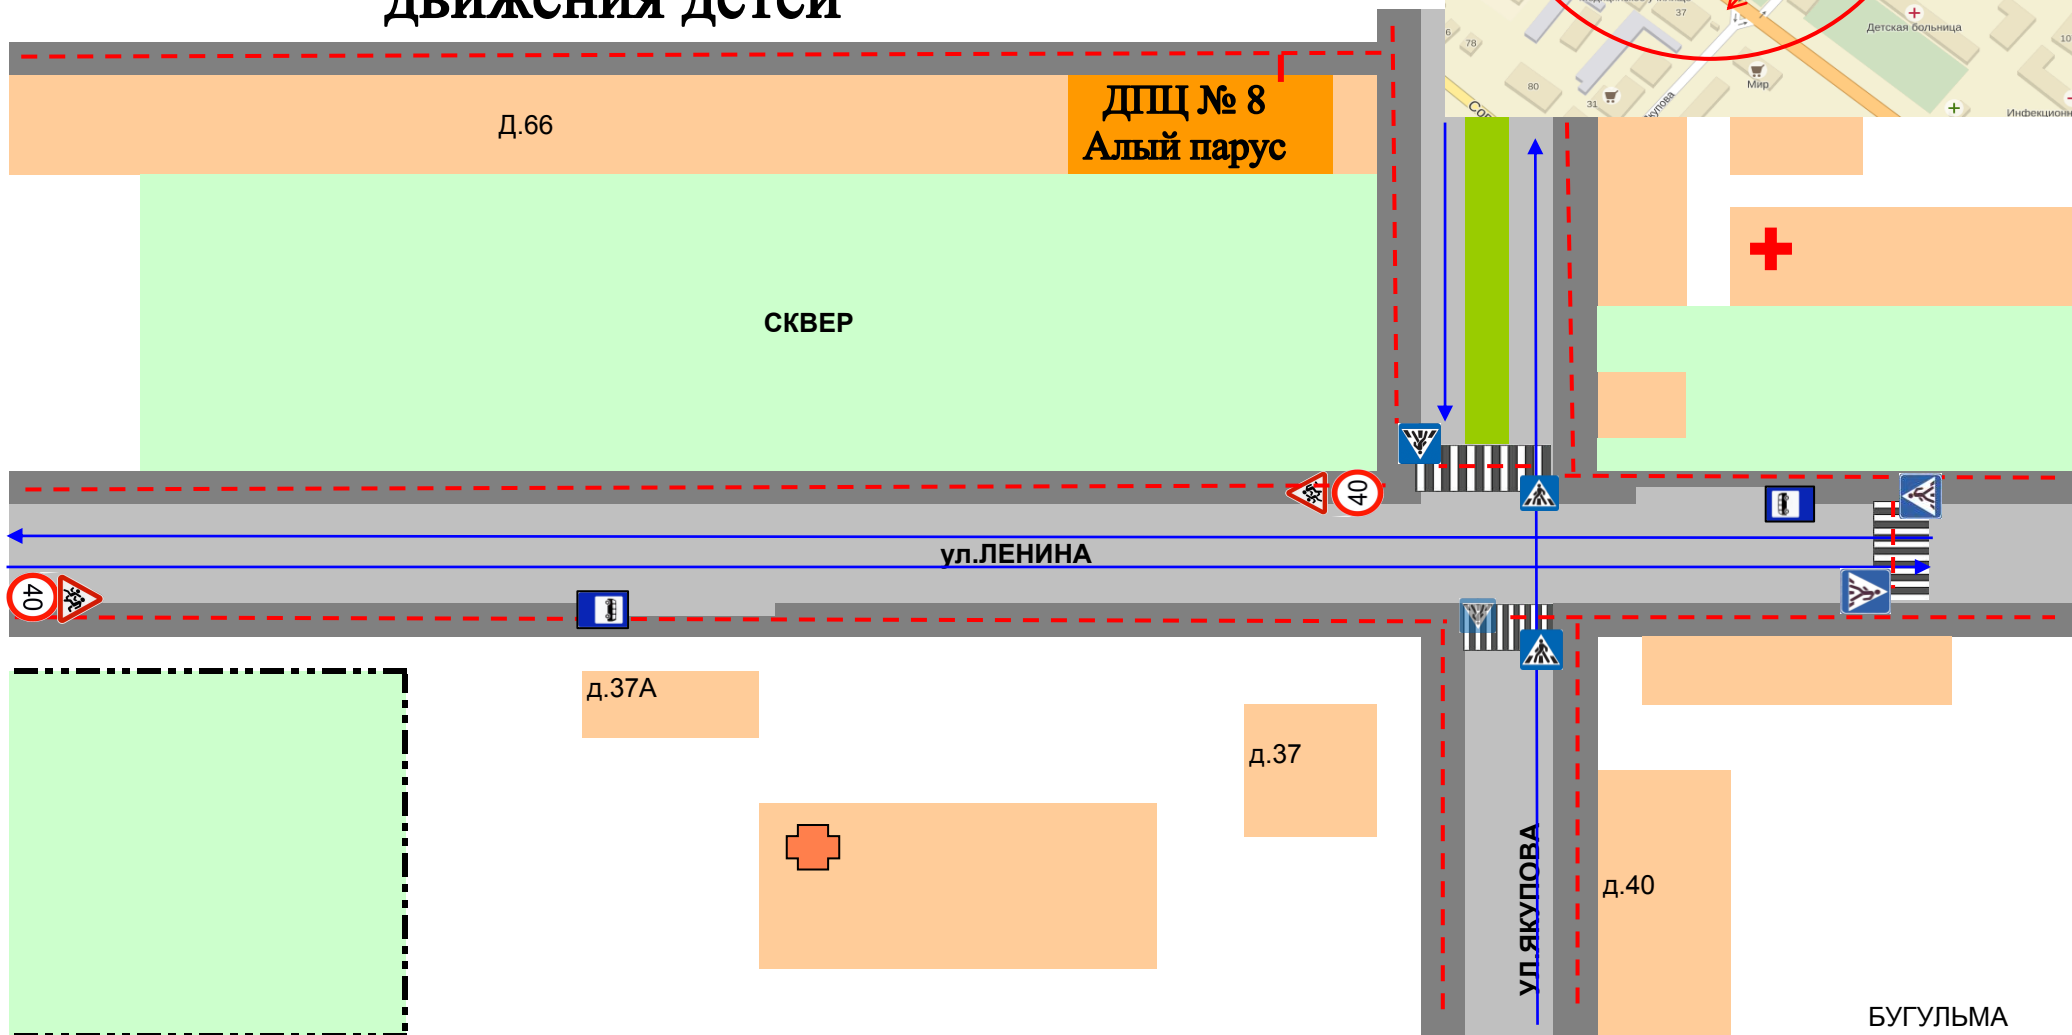 движения детей
37
Детская больница
78
80
31
Мир
Инфекцион
ДПЦ № 8
Алый парус
Д.66
СКВЕР
40
ул.ЛЕНИНА
40
д.37А
д.37
УЛ.ЯКУПОВА
д.40
БУГУЛЬМА